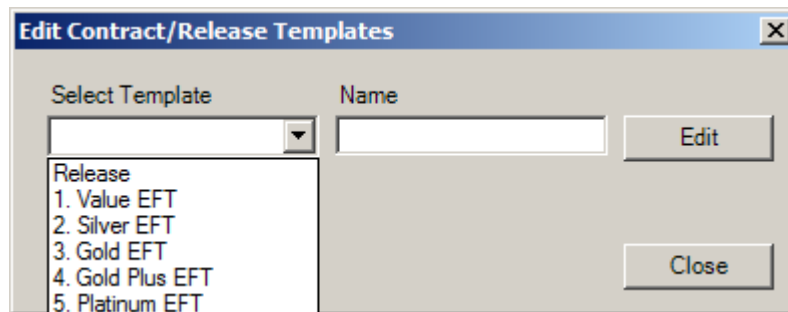 Edit Contract/Release Templates
Select Template Name
Edit
Release
1. Value EFT
2. Silver EFT
3. Gold EFT
4. Gold Plus EFT
5. Platinum EFT
Close